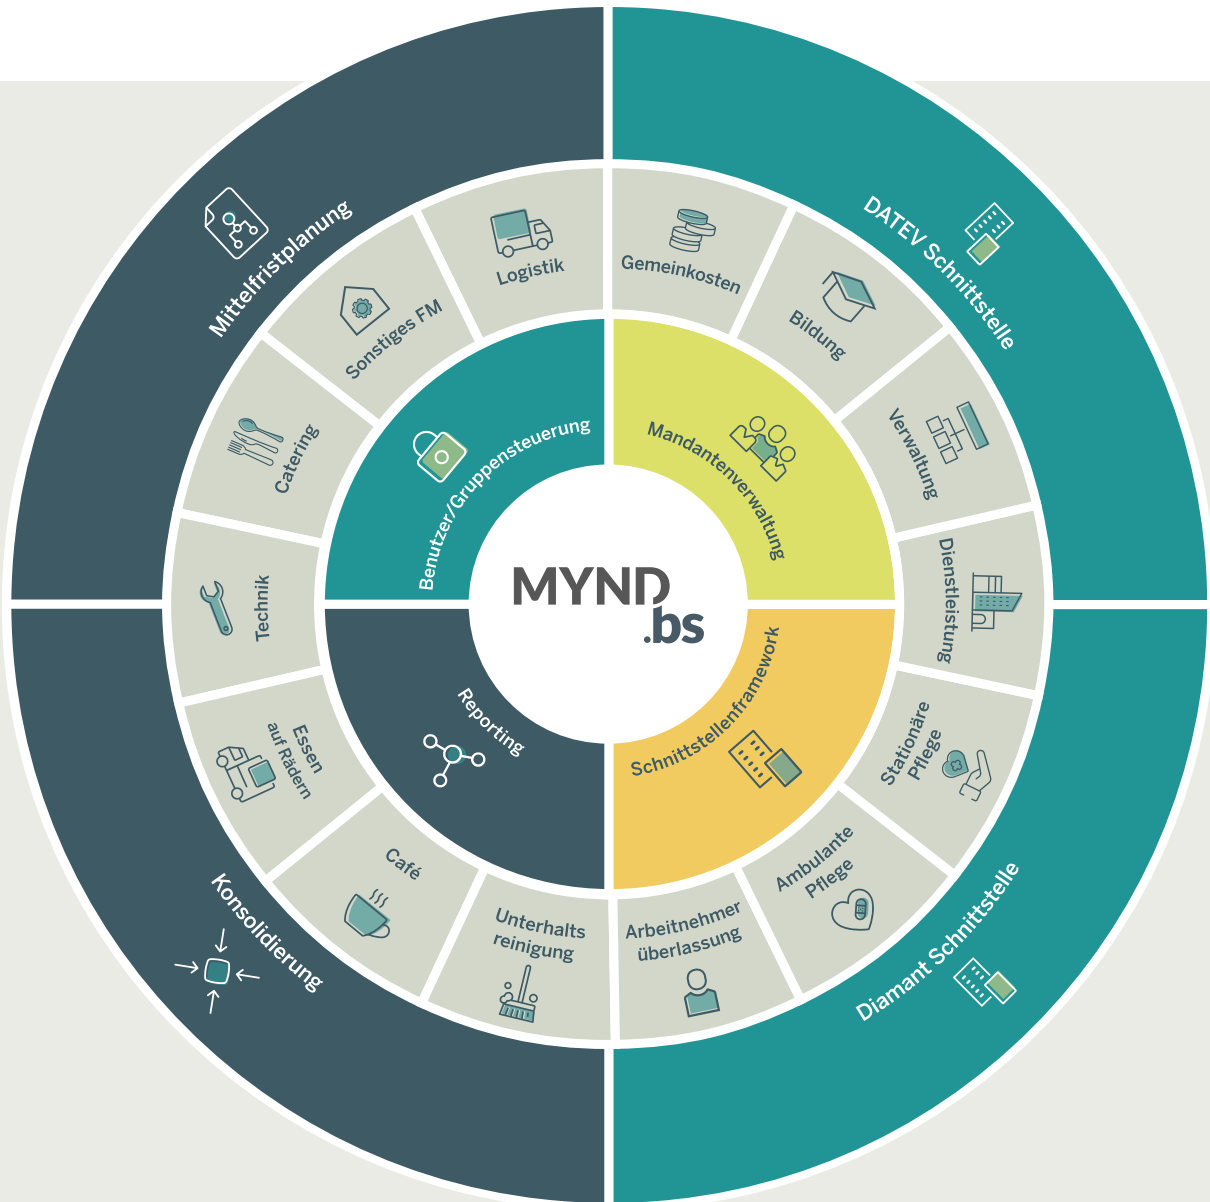 MYND
.bs
Benutzer/Gruppensteuerung
Mandantenverwaltung
Schnittstellenframework
Reporting
Logistik
Gemeinkosten
Bildung
Verwaltung
Dienstleistung
Stationäre
Pflege
Ambulante
Pflege
Arbeitnehmer
überlassung
Unterhalts
reinigung
Café
Essen
auf Rädern
Technik
Catering
Sonstiges FM
Mittelfristplanung
DATEV Schnittstelle
Diamant Schnittstelle
Konsolidierung